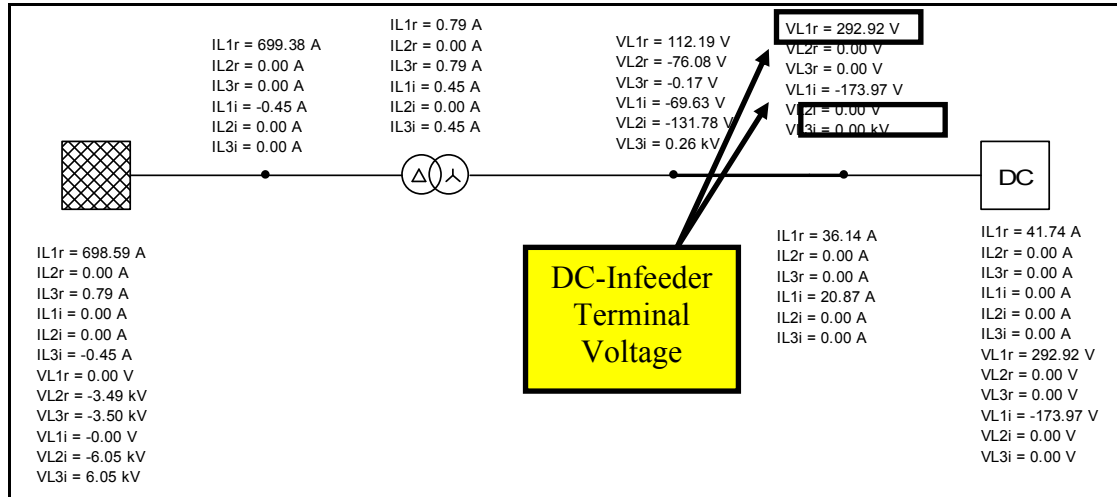 IL1r = 699.38 A
IL2r = 0.00 A
IL3r = 0.00 A
IL1i = -0.45 A
IL2i = 0.00 A
IL3i = 0.00 A
IL1r = 0.79 A
IL2r = 0.00 A
IL3r = 0.79 A
IL1i = 0.45 A
IL2i = 0.00 A
IL3i = 0.45 A
VL1r = 112.19 V
VL2r = -76.08 V
VL3r = -0.17 V
VL1i = -69.63 V
VL2i = -131.78 V
VL3i = 0.26 kV
VL1r = 292.92 V
VL2r = 0.00 V
VL3r = 0.00 V
VL1i = -173.97 V
VL2i = 0.00 V
VL3i = 0.00 kV
DC
IL1r = 698.59 A
IL2r = 0.00 A
IL3r = 0.79 A
IL1i = 0.00 A
IL2i = 0.00 A
IL3i = -0.45 A
VL1r = 0.00 V
VL2r = -3.49 kV
VL3r = -3.50 kV
VL1i = -0.00 V
VL2i = -6.05 kV
VL3i = 6.05 kV
DC-Infeeder
Terminal
Voltage
IL1r = 36.14 A
IL2r = 0.00 A
IL3r = 0.00 A
IL1i = 20.87 A
IL2i = 0.00 A
IL3i = 0.00 A
IL1r = 41.74 A
IL2r = 0.00 A
IL3r = 0.00 A
IL1i = 0.00 A
IL2i = 0.00 A
IL3i = 0.00 A
VL1r = 292.92 V
VL2r = 0.00 V
VL3r = 0.00 V
VL1i = -173.97 V
VL2i = 0.00 V
VL3i = 0.00 V